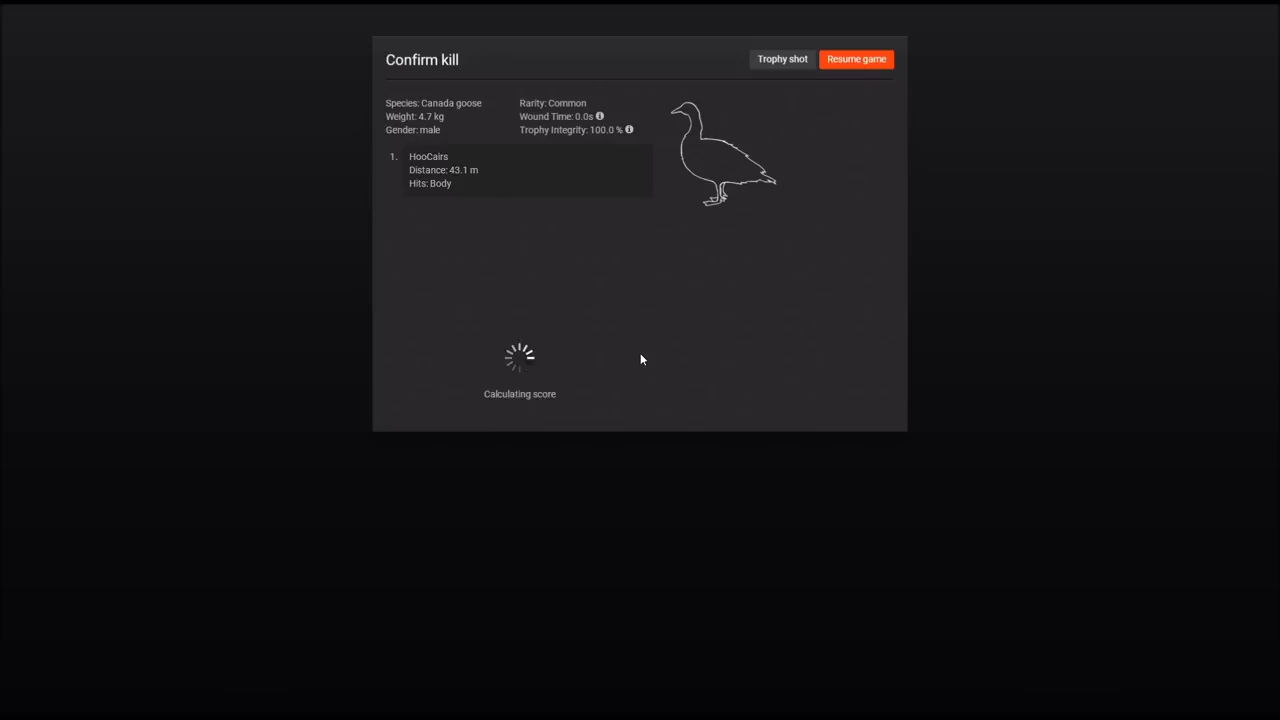 Confirm kill
Trophy shot
Resume game
Species: Canada goose
Weight: 4.7 kg
Gender: male
Rarity: Common
Wound Time: 0.0s
Trophy Integrity: 100.0 %
1.
HooCairs
Distance: 43.1 m
Hits: Body
Calculating score